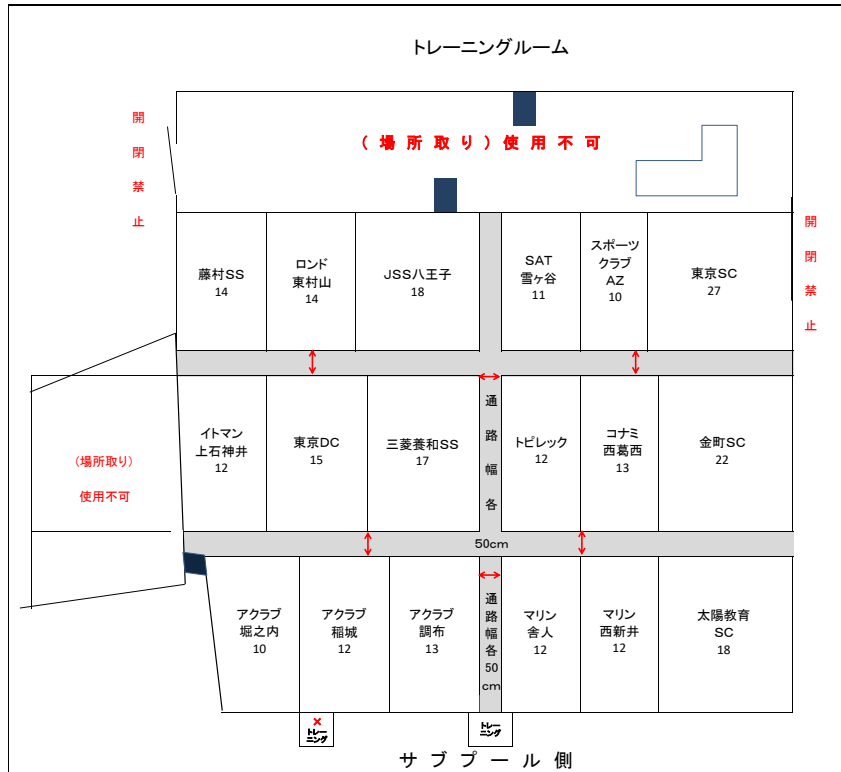 トレーニングルーム
開
閉
禁
止
(場所取り)使用不可
開
閉
禁
止
藤村SS
14
ロンド
東村山
14
JSS八王子
18
SAT
雪ヶ谷
11
スポーツ
クラブ
AZ
10
東京SC
27
(場所取り)
使用不可
イトマン
上石神井
12
東京DC
15
三菱養和SS
17
通
路
幅
各
50cm
トピレック
12
コナミ
西葛西
13
金町SC
22
アクラブ
堀之内
10
アクラブ
稲城
12
アクラブ
調布
13
通
路
幅
各
50
cm
マリン
舎人
12
マリン
西新井
12
太陽教育
SC
18
×
トレー
ニング
トレー
ニング
サブプール側